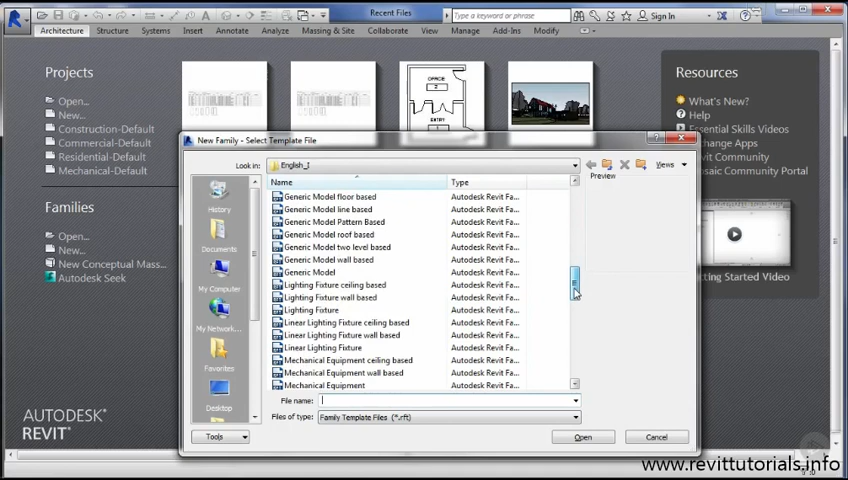 Recent Files
Type a keyword or phrase
Sign In
Architecture Structure Systems Insert Annotate Analyze Massing & Site Collaborate View Manage Add-Ins Modify
Projects
Open...
New...
Construction-Default
Commercial-Default
Residential-Default
Mechanical-Default
Families
Open...
New...
New Conceptual Mass...
Autodesk Seek
OFFICE
2
ENTRY
1
Resources
What's New?
Help
Essential Skills Videos
change Apps
vit Community
osaic Community Portal
tting Started Video
New Family - Select Template File
Look in: English_I
Views
Name Type
Preview
Generic Model floor based Autodesk Revit Fa...
Generic Model line based Autodesk Revit Fa...
Generic Model Pattern Based Autodesk Revit Fa...
Generic Model roof based Autodesk Revit Fa...
Generic Model two level based Autodesk Revit Fa...
Generic Model wall based Autodesk Revit Fa...
Generic Model Autodesk Revit Fa...
Lighting Fixture ceiling based Autodesk Revit Fa...
Lighting Fixture wall based Autodesk Revit Fa...
Lighting Fixture Autodesk Revit Fa...
Linear Lighting Fixture ceiling based Autodesk Revit Fa...
Linear Lighting Fixture wall based Autodesk Revit Fa...
Linear Lighting Fixture Autodesk Revit Fa...
Mechanical Equipment ceiling based Autodesk Revit Fa...
Mechanical Equipment wall based Autodesk Revit Fa...
Mechanical Equipment Autodesk Revit Fa...
History
Documents
My Computer
My Network...
Favorites
Desktop
File name:
Files of type: Family Template Files (*.rft)
Tools Open Cancel
AUTODESK®
REVIT®
www.revittutorials.info